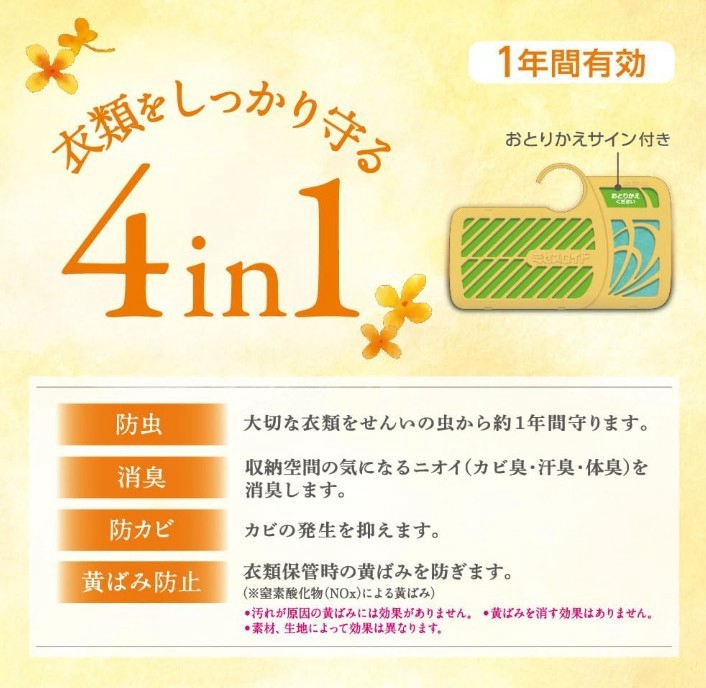 1年間有効
衣類をしっかり守る
4in1
おとりかえサイン付き
おとりかえ
ください
ミセスロイド
防虫
大切な衣類をせんいの虫から約1年間守ります。
消臭
収納空間の気になるニオイ(カビ臭・汗臭・体臭)を
消臭します。
防カビ
カビの発生を抑えます。
黄ばみ防止
衣類保管時の黄ばみを防ぎます。
(※窒素酸化物(NOx)による黄ばみ)
●汚れが原因の黄ばみには効果がありません。 ●黄ばみを消す効果はありません。
●素材、生地によって効果は異なります。